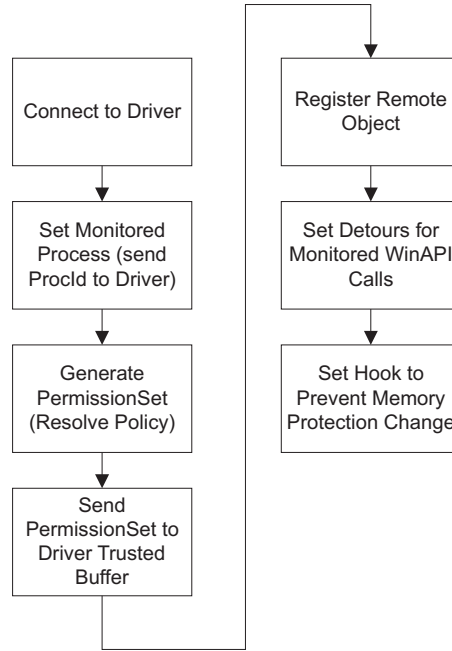 Connect to Driver
Set Monitored
Process (send
ProcId to Driver)
Generate
PermissionSet
(Resolve Policy)
Send
PermissionSet to
Driver Trusted
Buffer
Register Remote
Object
Set Detours for
Monitored WinAPI
Calls
Set Hook to
Prevent Memory
Protection Change